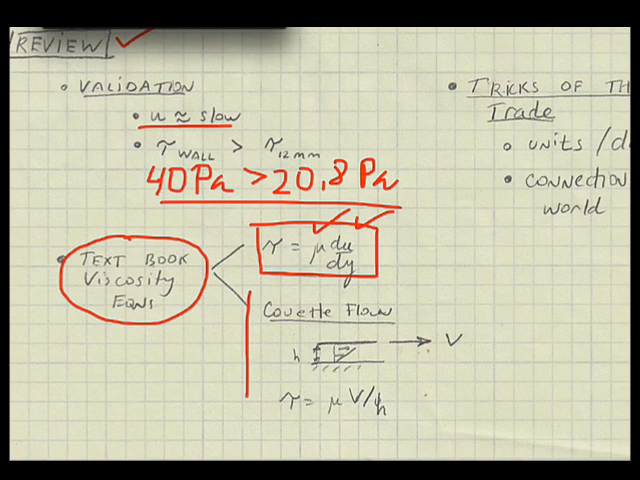 REVIEW
VALIDATION
u ≈ slow
τ WALL > τ 12mm
40Pa > 20,8 Pa
TEXT BOOK
Viscosity
EQNS
τ = μ du/dy
Couette Flow
h
V
τ = μ V/h
TRICKS OF TH
Trade
units / d
CONNECTION
world